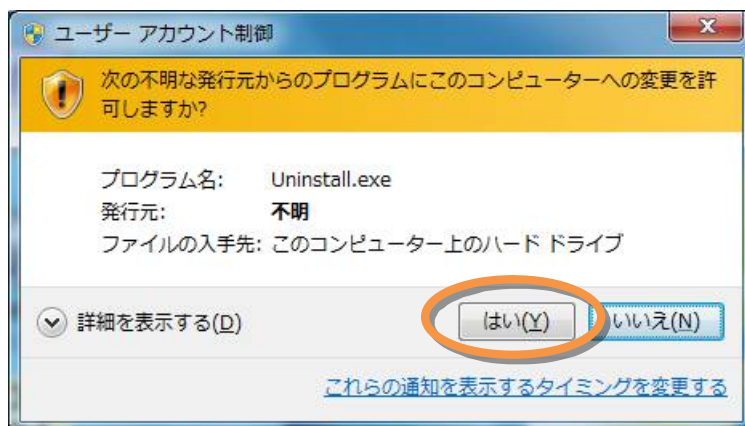 ユーザー アカウント制御
次の不明な発行元からのプログラムにこのコンピューターへの変更を許
可しますか?
プログラム名: Uninstall.exe
発行元: 不明
ファイルの入手先: このコンピューター上のハード ドライブ
詳細を表示する(D) はい(Y) いいえ(N)
これらの通知を表示するタイミングを変更する